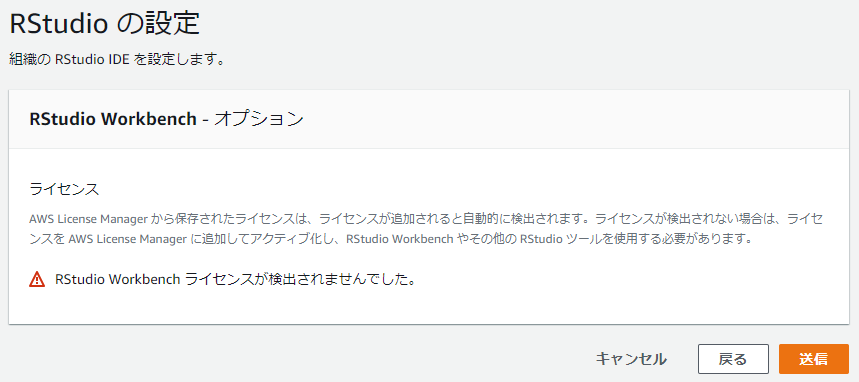 RStudio の設定
組織の RStudio IDE を設定します。
RStudio Workbench - オプション
ライセンス
AWS License Manager から保存されたライセンスは、ライセンスが追加されると自動的に検出されます。ライセンスが検出されない場合は、ライセ
ンスを AWS License Manager に追加してアクティブ化し、RStudio Workbench やその他の RStudio ツールを使用する必要があります。
RStudio Workbench ライセンスが検出されませんでした。
キャンセル 戻る 送信